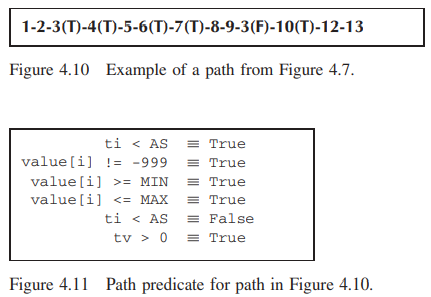 1-2-3(T)-4(T)-5-6(T)-7(T)-8-9-3(F)-10(T)-12-13
Figure 4.10 Example of a path from Figure 4.7.
ti < AS ≡ True
value[i] != -999 ≡ True
value[i] >= MIN ≡ True
value[i] <= MAX ≡ True
ti < AS ≡ False
tv > 0 ≡ True
Figure 4.11 Path predicate for path in Figure 4.10.